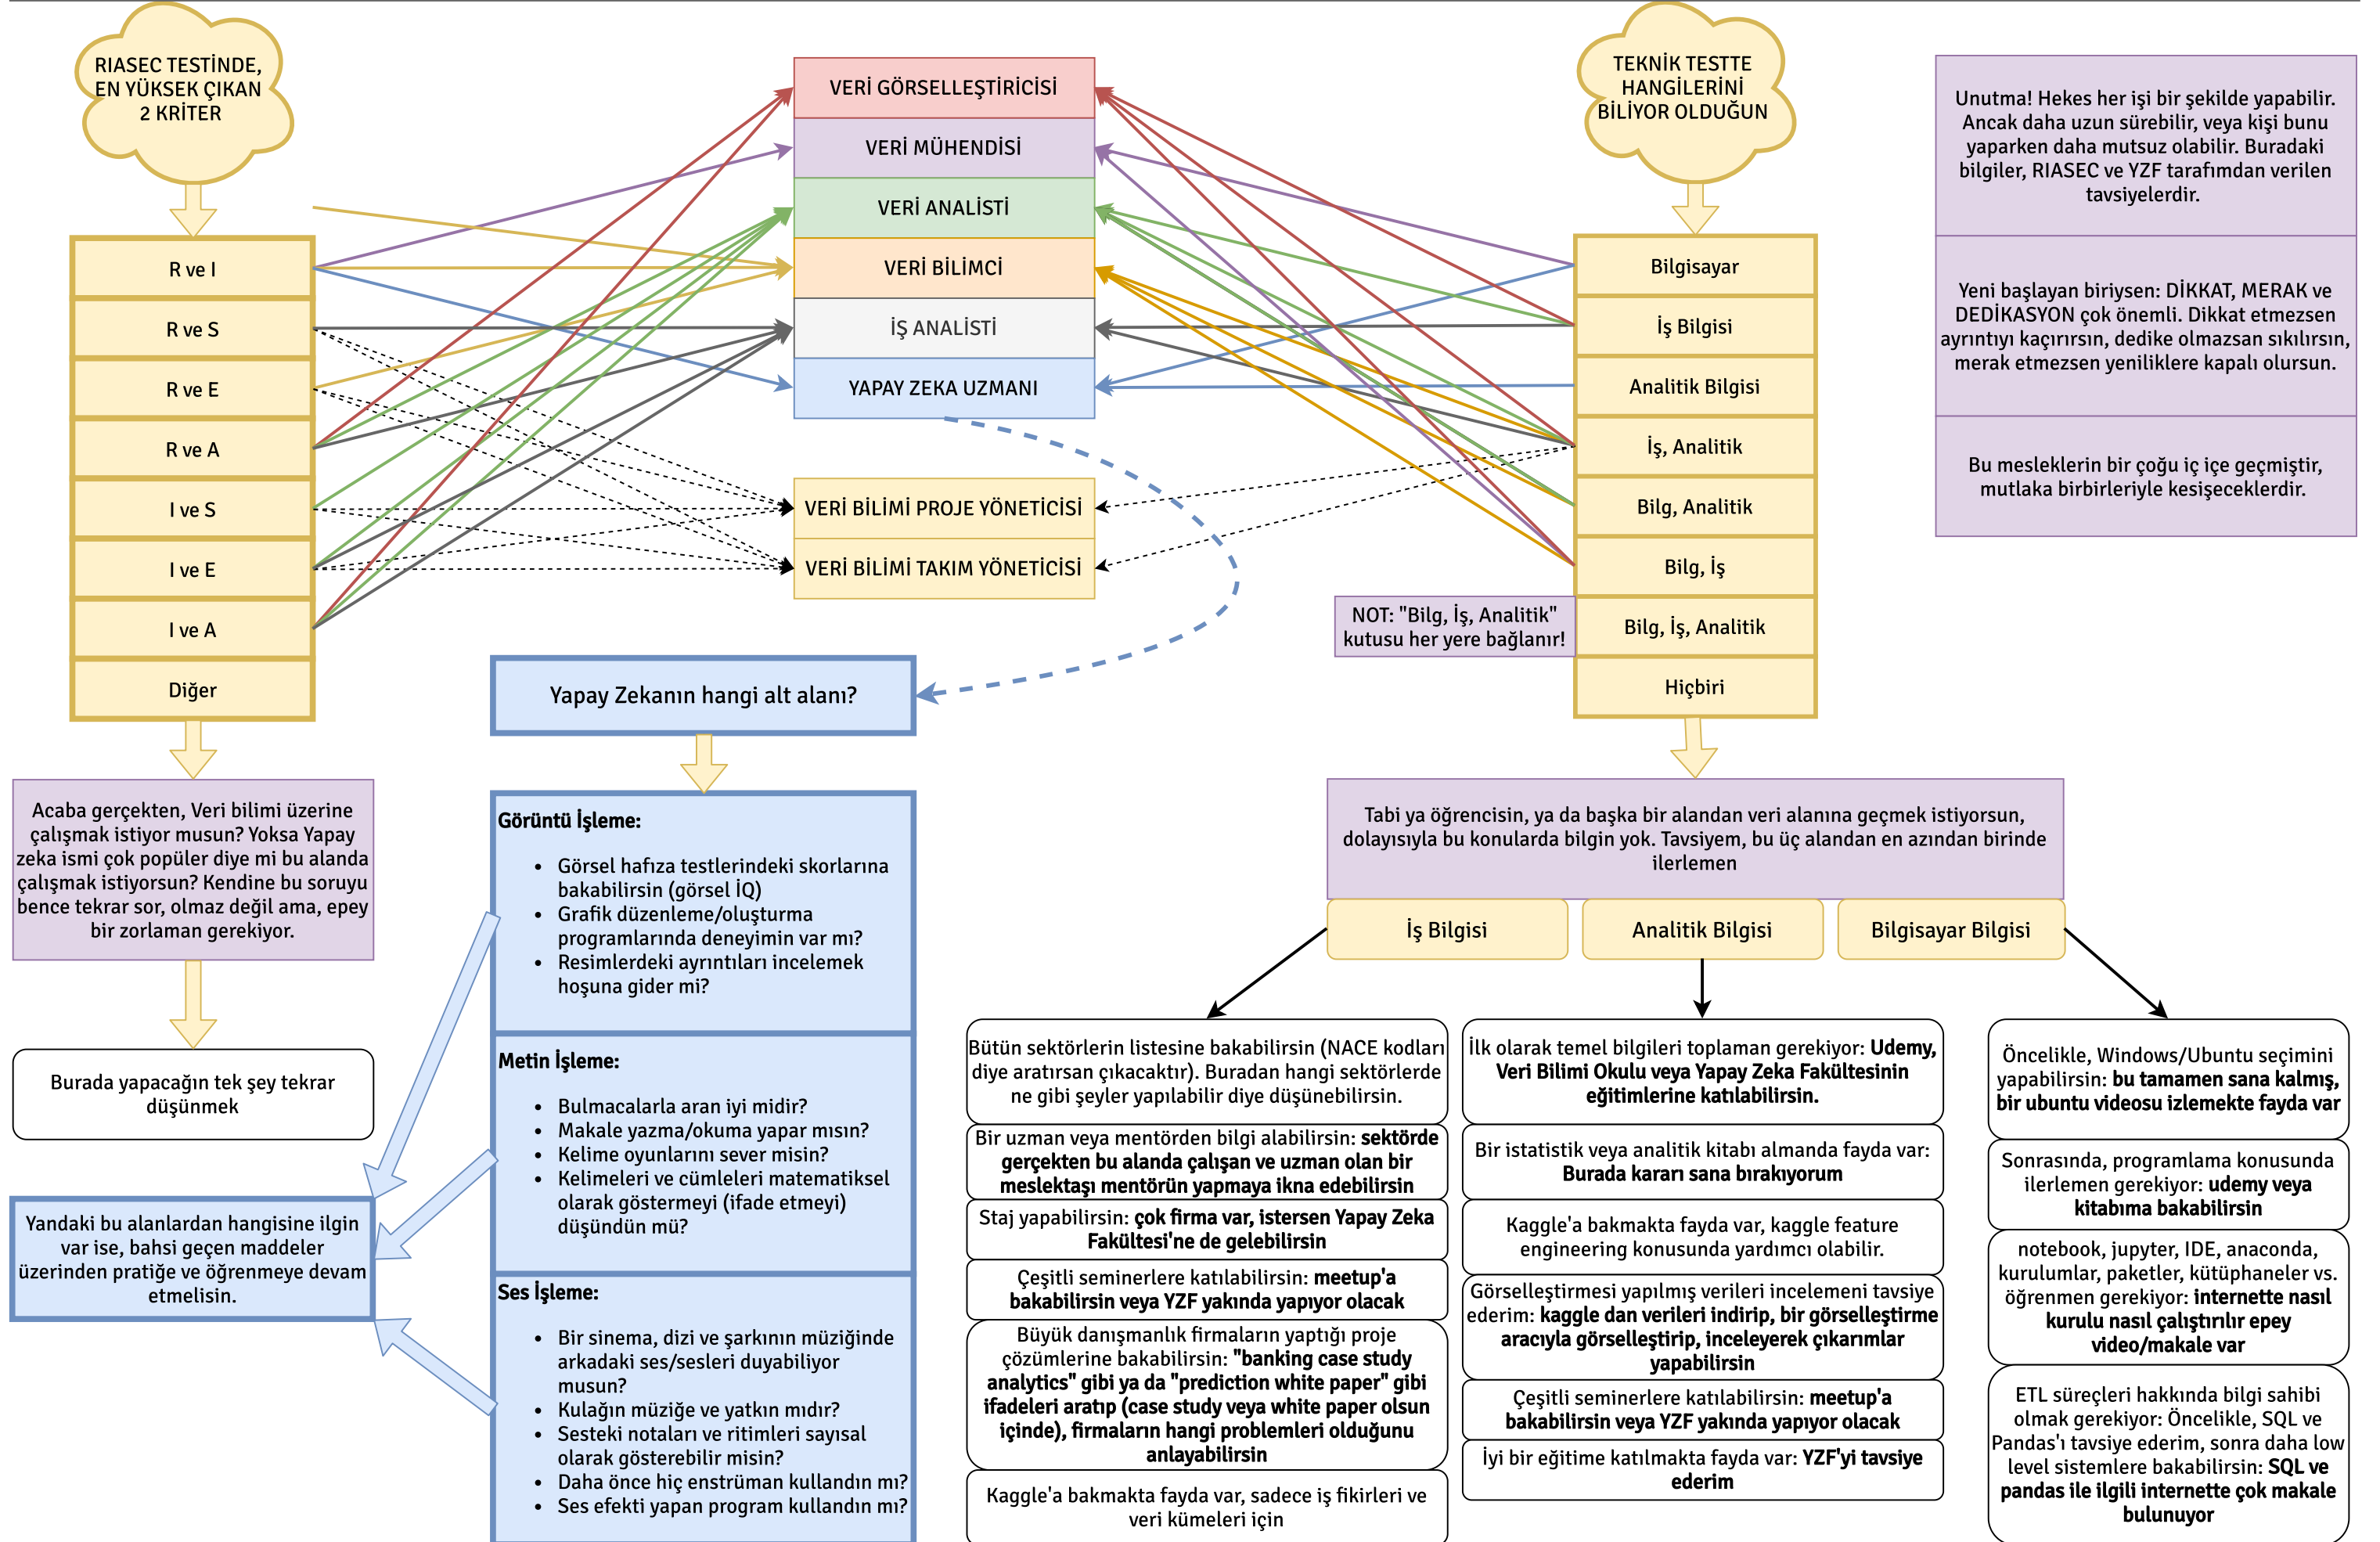 RIASEC TESTİNDE,
EN YÜKSEK ÇIKAN
2 KRİTER
R ve I
R ve S
R ve E
R ve A
I ve S
I ve E
I ve A
Diğer
Acaba gerçekten, Veri bilimi üzerine
çalışmak istiyor musun? Yoksa Yapay
zeka ismi çok popüler diye mi bu alanda
çalışmak istiyorsun? Kendine bu soruyu
bence tekrar sor, olmaz değil ama, epey
bir zorlaman gerekiyor.
Burada yapacağın tek şey tekrar
düşünmek
Yandaki bu alanlardan hangisine ilgin
var ise, bahsi geçen maddeler
üzerinden pratiğe ve öğrenmeye devam
etmelisin.
VERİ GÖRSELLEŞTİRİCİSİ
VERİ MÜHENDİSİ
VERİ ANALİSTİ
VERİ BİLİMCİ
İŞ ANALİSTİ
YAPAY ZEKA UZMANI
VERİ BİLİMİ PROJE YÖNETİCİSİ
VERİ BİLİMİ TAKIM YÖNETİCİSİ
Yapay Zekanın hangi alt alanı?
Görüntü İşleme:
• Görsel hafıza testlerindeki skorlarına
bakabilirsin (görsel İQ)
• Grafik düzenleme/oluşturma
programlarında deneyimin var mı?
• Resimlerdeki ayrıntıları incelemek
hoşuna gider mi?
Metin İşleme:
• Bulmacalarla aran iyi midir?
• Makale yazma/okuma yapar mısın?
• Kelime oyunlarını sever misin?
• Kelimeleri ve cümleleri matematiksel
olarak göstermeyi (ifade etmeyi)
düşündün mü?
Ses İşleme:
• Bir sinema, dizi ve şarkının müziğinde
arkadaki ses/sesleri duyabiliyor
musun?
• Kulağın müziğe ve yatkın mıdır?
• Sesteki notaları ve ritimleri sayısal
olarak gösterebilir misin?
• Daha önce hiç enstrüman kullandın mı?
• Ses efekti yapan program kullandın mı?
TEKNİK TESTTE
HANGİLERİNİ
BİLİYOR OLDUĞUN
Bilgisayar
İş Bilgisi
Analitik Bilgisi
İş, Analitik
Bilg, Analitik
Bilg, İş
Bilg, İş, Analitik
Hiçbiri
NOT: "Bilg, İş, Analitik"
kutusu her yere bağlanır!
Unutma! Hekes her işi bir şekilde yapabilir.
Ancak daha uzun sürebilir, veya kişi bunu
yaparken daha mutsuz olabilir. Buradaki
bilgiler, RIASEC ve YZF tarafımdan verilen
tavsiyelerdir.
Yeni başlayan biriysen: DİKKAT, MERAK ve
DEDİKASYON çok önemli. Dikkat etmezsen
ayrıntıyı kaçırırsın, dedike olmazsan sıkılırsın,
merak etmezsen yeniliklere kapalı olursun.
Bu mesleklerin bir çoğu iç içe geçmiştir,
mutlaka birbirleriyle kesişeceklerdir.
Tabi ya öğrencisin, ya da başka bir alandan veri alanına geçmek istiyorsun,
dolayısıyla bu konularda bilgin yok. Tavsiyem, bu üç alandan en azından birinde
ilerlemen
İş Bilgisi
Analitik Bilgisi
Bilgisayar Bilgisi
Bütün sektörlerin listesine bakabilirsin (NACE kodları
diye aratırsan çıkacaktır). Buradan hangi sektörlerde
ne gibi şeyler yapılabilir diye düşünebilirsin.
Bir uzman veya mentörden bilgi alabilirsin: sektörde
gerçekten bu alanda çalışan ve uzman olan bir
meslektaşı mentörün yapmaya ikna edebilirsin
Staj yapabilirsin: çok firma var, istersen Yapay Zeka
Fakültesi'ne de gelebilirsin
Çeşitli seminerlere katılabilirsin: meetup'a
bakabilirsin veya YZF yakında yapıyor olacak
Büyük danışmanlık firmaların yaptığı proje
çözümlerine bakabilirsin: "banking case study
analytics" gibi ya da "prediction white paper" gibi
ifadeleri aratıp (case study veya white paper olsun
içinde), firmaların hangi problemleri olduğunu
anlayabilirsin
Kaggle'a bakmakta fayda var, sadece iş fikirleri ve
veri kümeleri için
İlk olarak temel bilgileri toplaman gerekiyor: Udemy,
Veri Bilimi Okulu veya Yapay Zeka Fakültesinin
eğitimlerine katılabilirsin.
Bir istatistik veya analitik kitabı almanda fayda var:
Burada kararı sana bırakıyorum
Kaggle'a bakmakta fayda var, kaggle feature
engineering konusunda yardımcı olabilir.
Görselleştirmesi yapılmış verileri incelemeni tavsiye
ederim: kaggle dan verileri indirip, bir görselleştirme
aracıyla görselleştirip, inceleyerek çıkarımlar
yapabilirsin
Çeşitli seminerlere katılabilirsin: meetup'a
bakabilirsin veya YZF yakında yapıyor olacak
İyi bir eğitime katılmakta fayda var: YZF'yi tavsiye
ederim
Öncelikle, Windows/Ubuntu seçimini
yapabilirsin: bu tamamen sana kalmış,
bir ubuntu videosu izlemekte fayda var
Sonrasında, programlama konusunda
ilerlemen gerekiyor: udemy veya
kitabıma bakabilirsin
notebook, jupyter, IDE, anaconda,
kurulumlar, paketler, kütüphaneler vs.
öğrenmen gerekiyor: internette nasıl
kurulu nasıl çalıştırılır epey
video/makale var
ETL süreçleri hakkında bilgi sahibi
olmak gerekiyor: Öncelikle, SQL ve
Pandas'ı tavsiye ederim, sonra daha low
level sistemlere bakabilirsin: SQL ve
pandas ile ilgili internette çok makale
bulunuyor